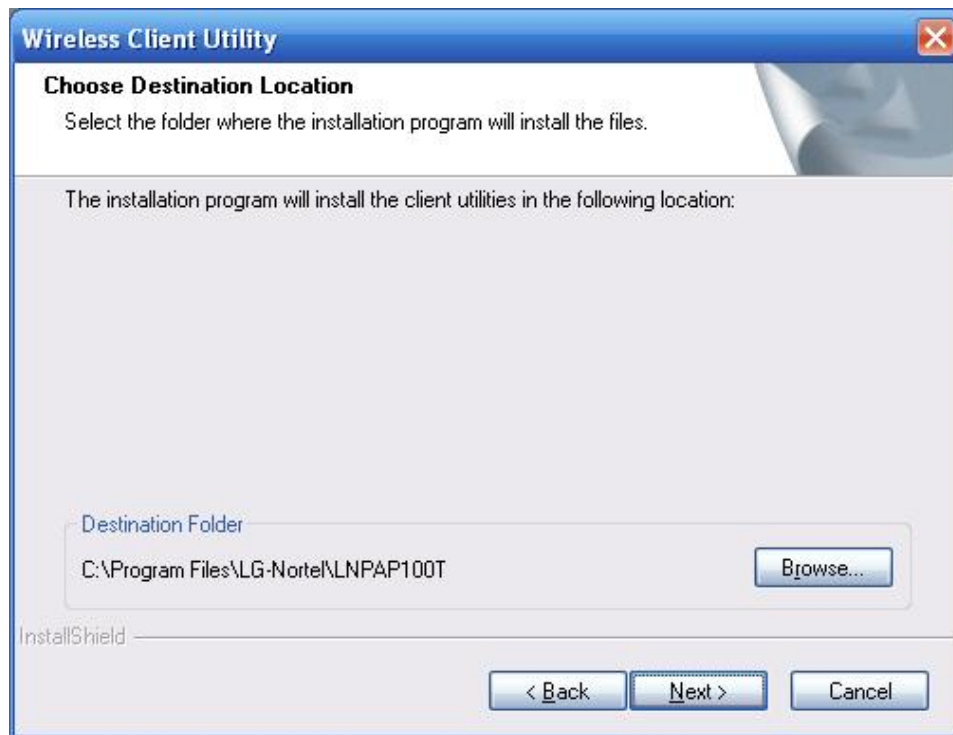 Wireless Client Utility
Choose Destination Location
Select the folder where the installation program will install the files.
The installation program will install the client utilities in the following location:
Destination Folder
C:\Program Files\LG-Nortel\LNPAP100T
Browse...
InstallShield
< Back Next > Cancel